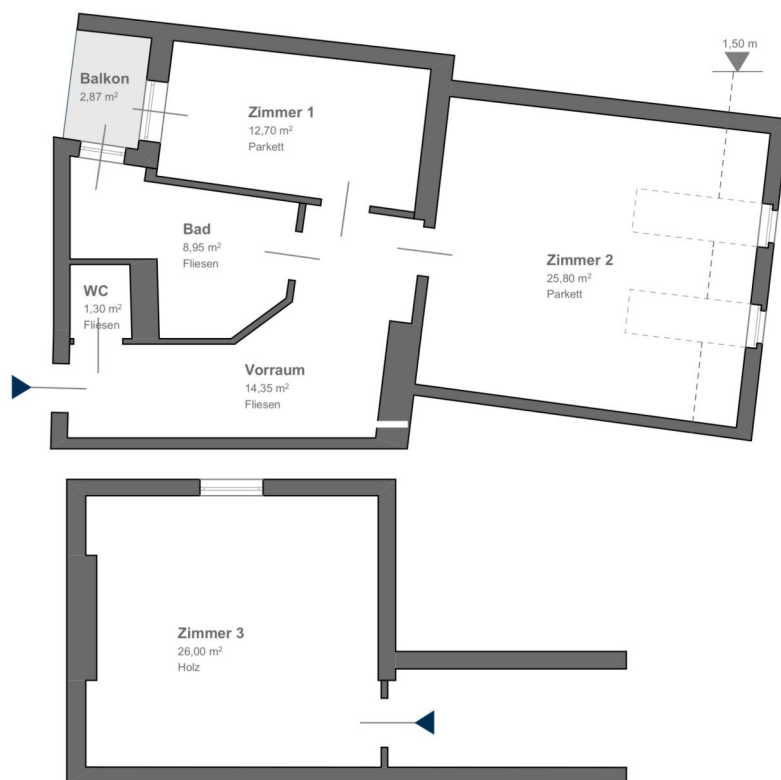 1,50 m
Balkon
2,87 m²
Zimmer 1
12,70 m²
Parkett
Bad
8,95 m²
Fliesen
Zimmer 2
25,80 m²
Parkett
WC
1,30 m²
Fliesen
Vorraum
14,35 m²
Fliesen
Zimmer 3
26,00 m²
Holz